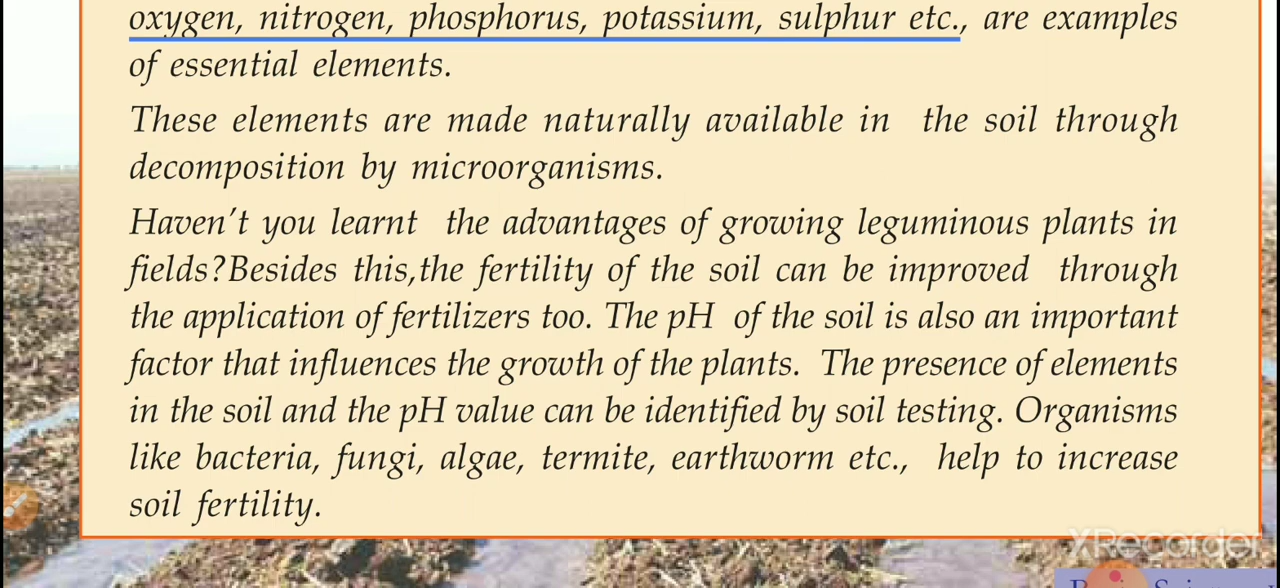 oxygen, nitrogen, phosphorus, potassium, sulphur etc., are examples
of essential elements.
These elements are made naturally available in the soil through
decomposition by microorganisms.
Haven't you learnt the advantages of growing leguminous plants in
fields?Besides this,the fertility of the soil can be improved through
the application of fertilizers too. The pH of the soil is also an important
factor that influences the growth of the plants. The presence of elements
in the soil and the pH value can be identified by soil testing. Organisms
like bacteria, fungi, algae, termite, earthworm etc., help to increase
soil fertility.
XRecorder